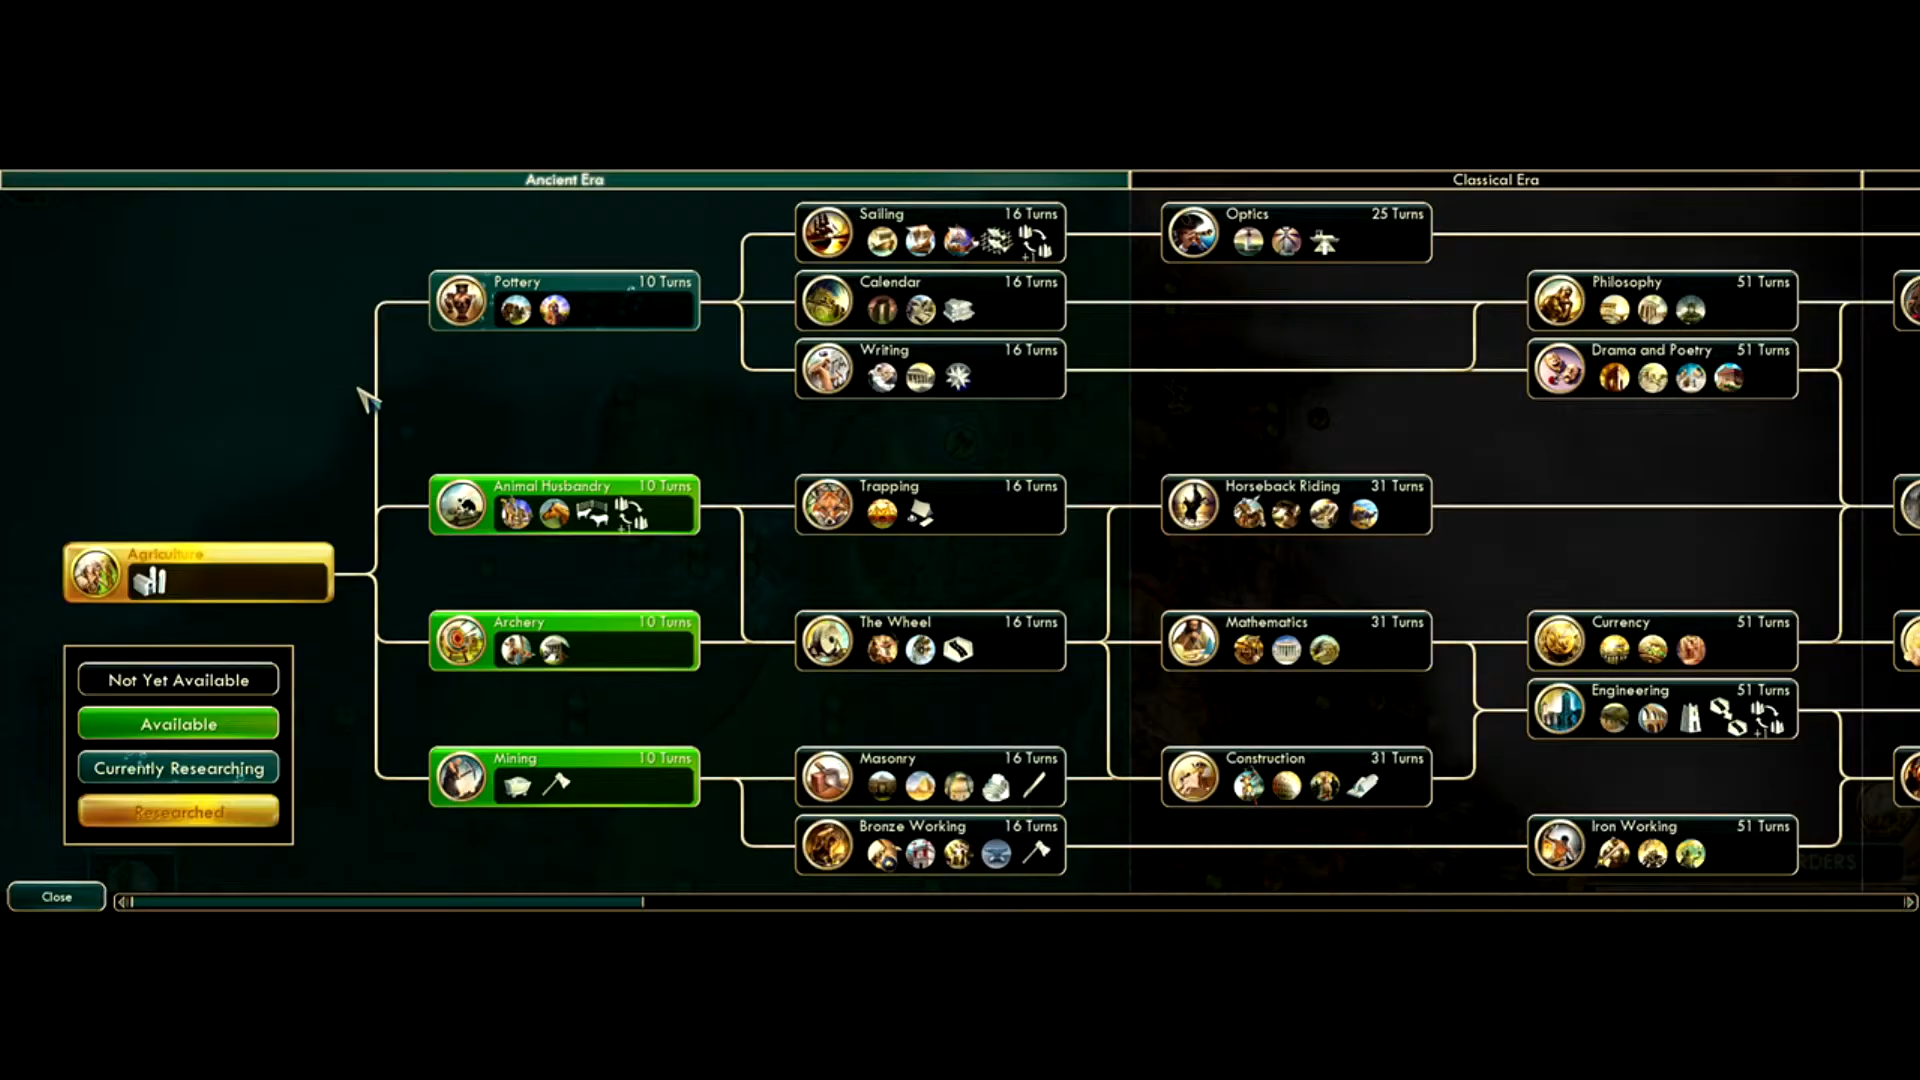 Ancient Era
Classical Era
Sailing 16 Turns
+1
Optics 25 Turns
Pottery 10 Turns
Calendar 16 Turns
Philosophy 51 Turns
Writing 16 Turns
Drama and Poetry 51 Turns
Animal Husbandry 10 Turns
+1
Trapping 16 Turns
Horseback Riding 31 Turns
Agriculture
Archery 10 Turns
The Wheel 16 Turns
Mathematics 31 Turns
Currency 51 Turns
Not Yet Available
Engineering 51 Turns
+1
Available
Mining 10 Turns
Masonry 16 Turns
Construction 31 Turns
Currently Researching
Researched
Bronze Working 16 Turns
Iron Working 51 Turns
Close